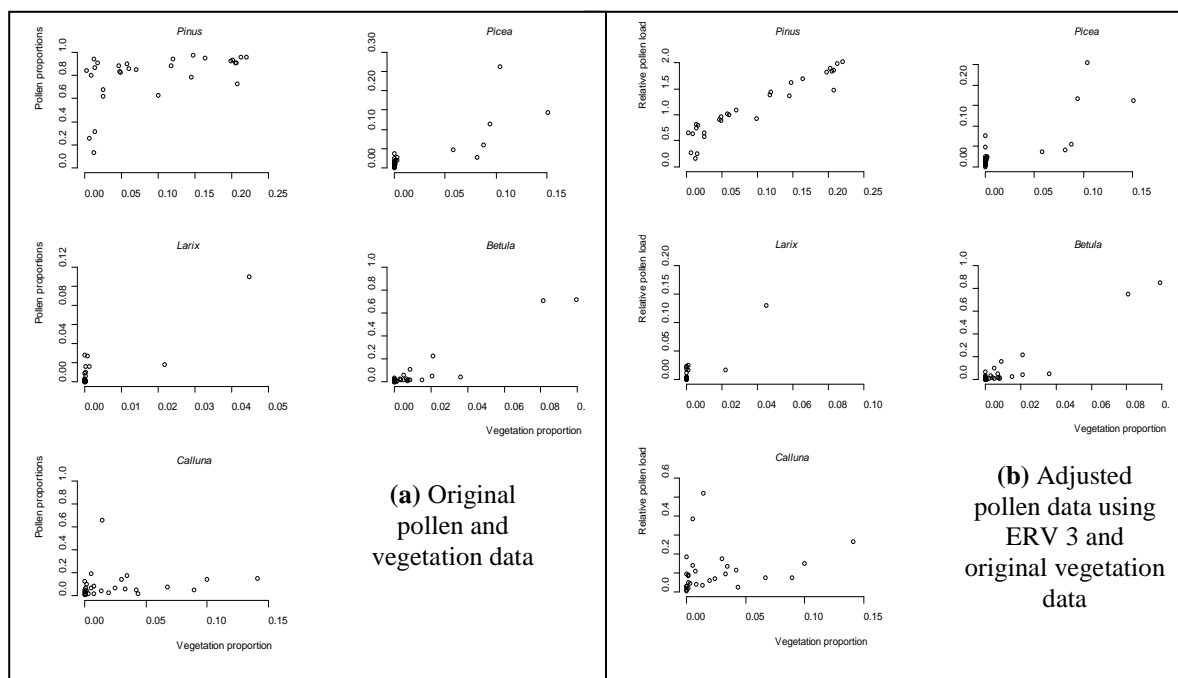 Pinus
Pollen proportions
0.0 0.2 0.4 0.6 0.8 1.0
0.00 0.05 0.10 0.15 0.20 0.25
Picea
0.00 0.10 0.20 0.30
0.00 0.05 0.10 0.15
Larix
Pollen proportions
0.00 0.04 0.08 0.12
0.00 0.01 0.02 0.03 0.04 0.05
Betula
0.0 0.2 0.4 0.6 0.8 1.0
0.00 0.02 0.04 0.06 0.08 0.
Vegetation proportion
Calluna
Pollen proportions
0.0 0.2 0.4 0.6 0.8 1.0
0.00 0.05 0.10 0.15
Vegetation proportion
(a) Original
pollen and
vegetation data
Pinus
Relative pollen load
0.0 0.5 1.0 1.5 2.0
0.00 0.05 0.10 0.15 0.20 0.25
Picea
0.00 0.10 0.20
0.00 0.05 0.10 0.15
Larix
Relative pollen load
0.00 0.05 0.10 0.15 0.20
0.00 0.02 0.04 0.06 0.08 0.10
Betula
0.0 0.2 0.4 0.6 0.8 1.0
0.00 0.02 0.04 0.06 0.08 0.
Vegetation proportion
Calluna
Relative pollen load
0.0 0.2 0.4 0.6
0.00 0.05 0.10 0.15
Vegetation proportion
(b) Adjusted
pollen data using
ERV 3 and
original vegetation
data